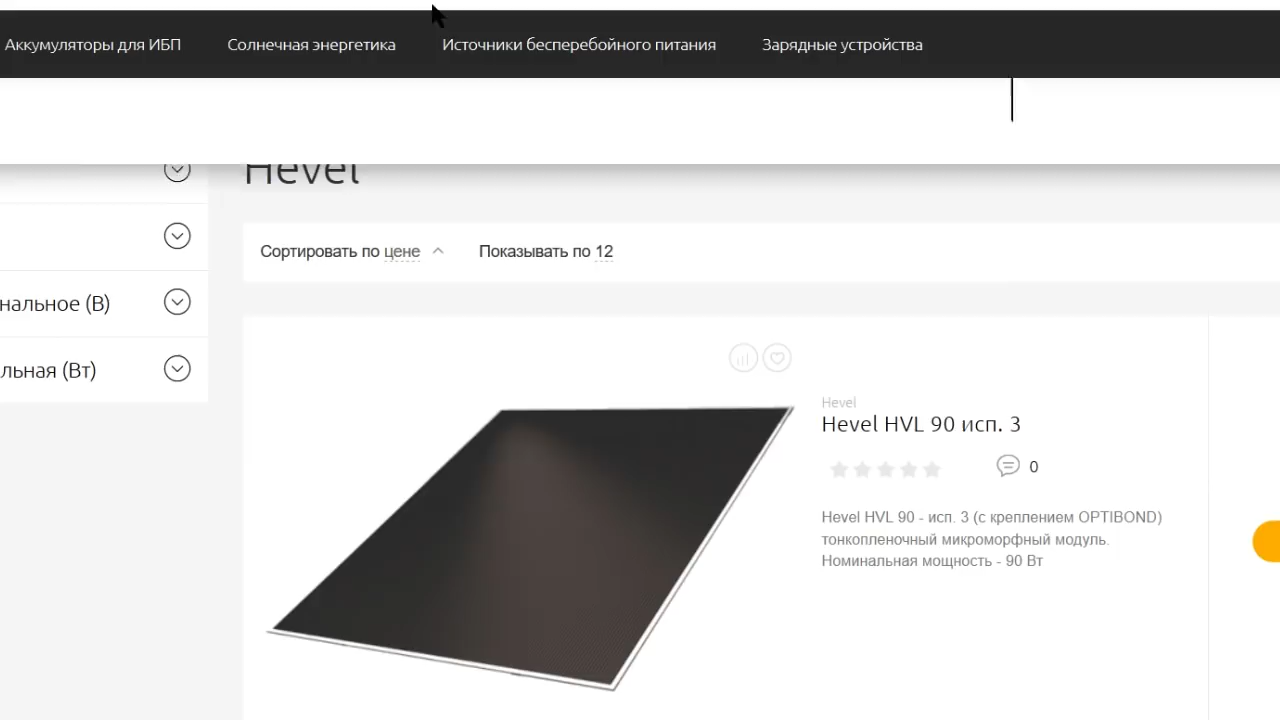 Аккумуляторы для ИБП Солнечная энергетика Источники бесперебойного питания Зарядные устройства
Hevel
Сортировать по цене Показывать по 12
нальное (В)
льная (Вт)
Hevel
Hevel HVL 90 исп. 3
0
Hevel HVL 90 - исп. 3 (с креплением OPTIBOND)
тонкопленочный микроморфный модуль.
Номинальная мощность - 90 Вт